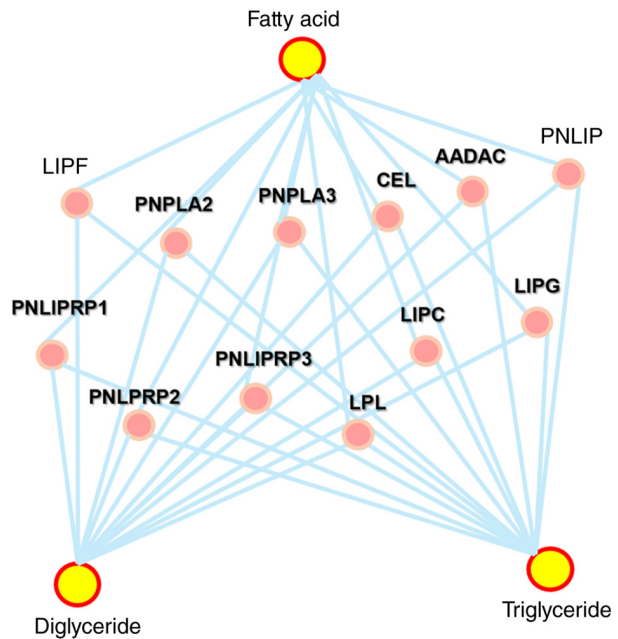 Fatty acid
PNLIP
AADAC
LIPF
CEL
PNPLA3
PNPLA2
LIPG
PNLIPRP1
LIPC
PNLIPRP3
PNLPRP2
LPL
Triglyceride
Diglyceride